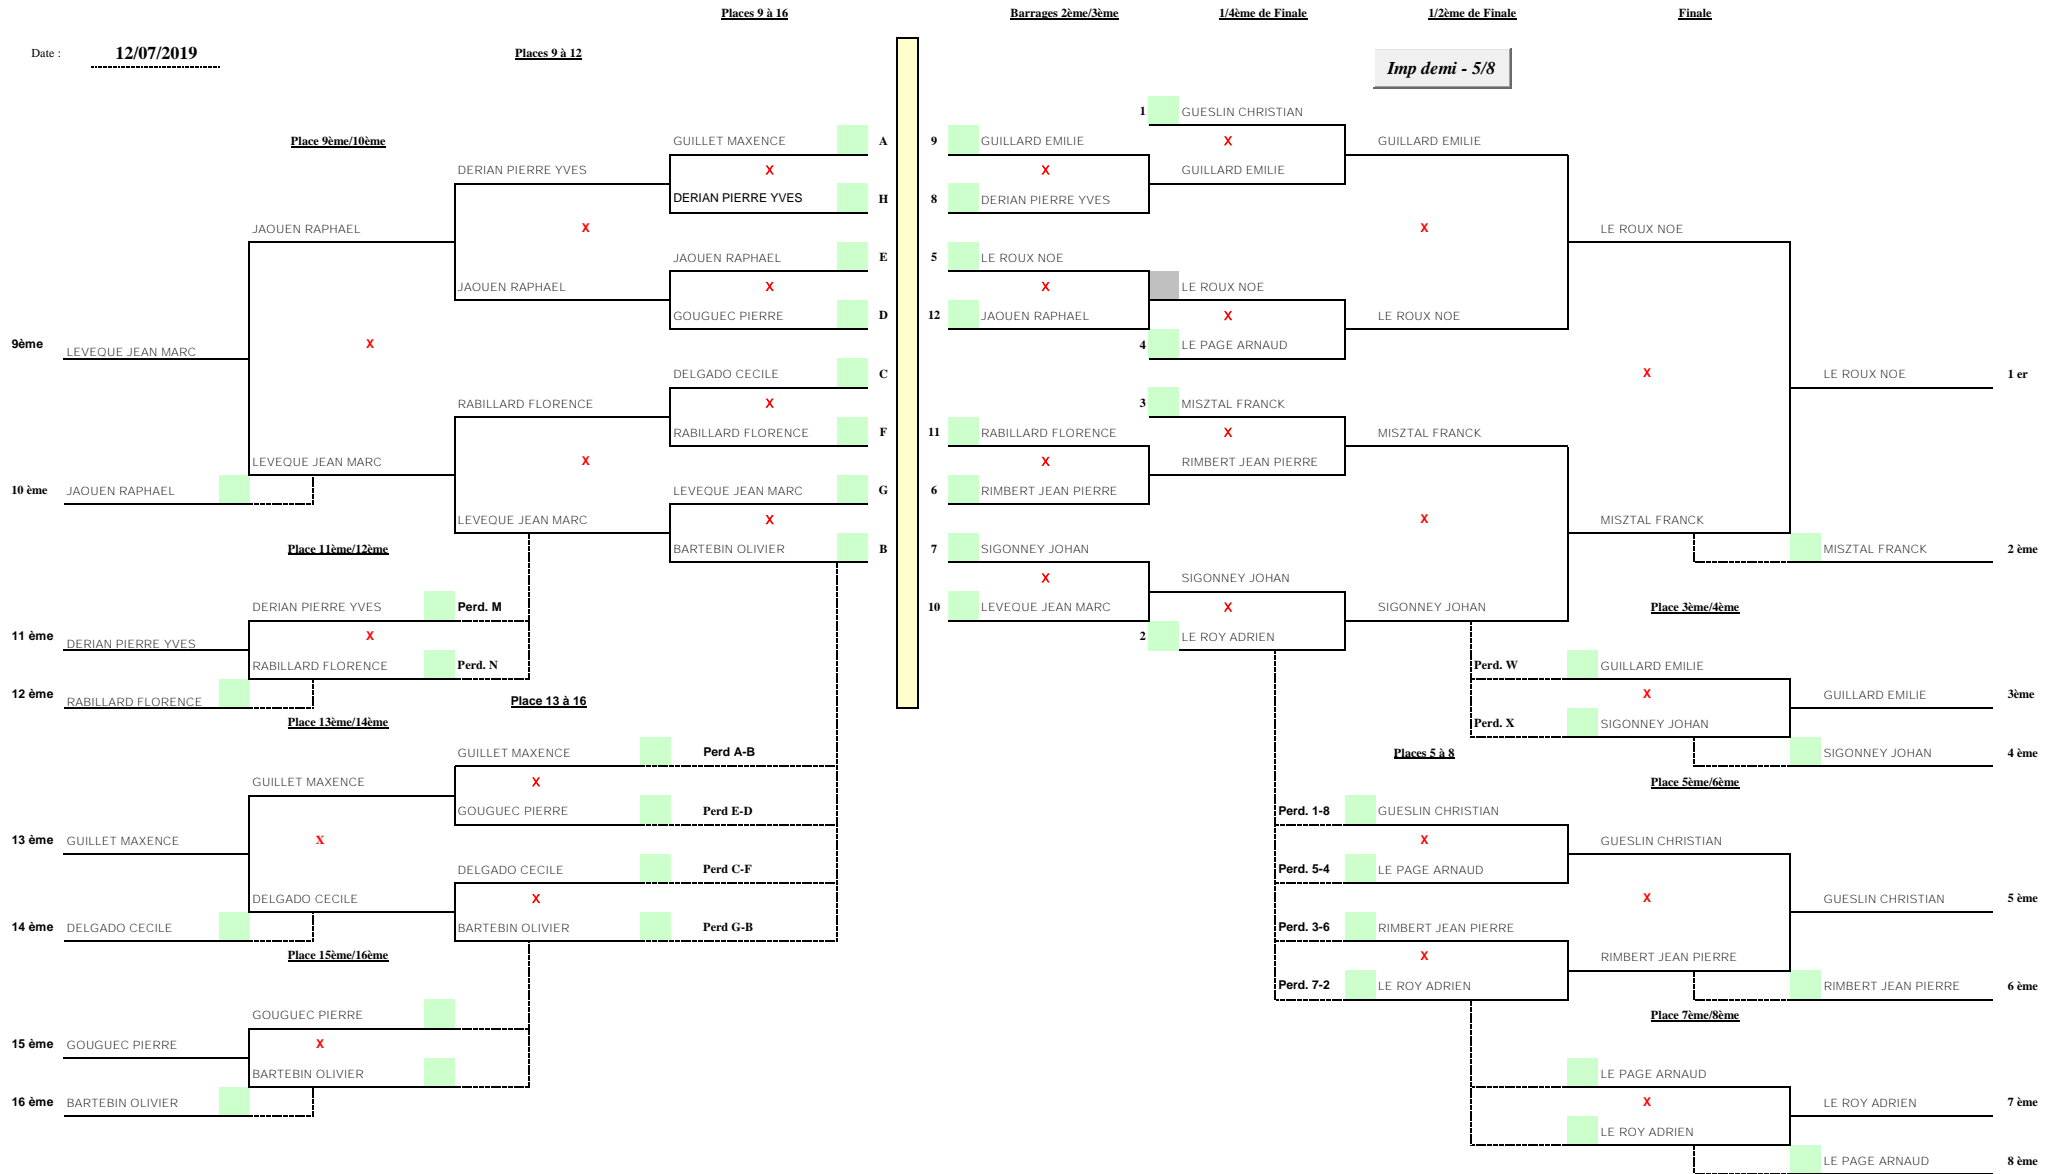 Places 9 à 16
Barrages 2ème/3ème
1/4ème de Finale
1/2ème de Finale
Finale
Date :
12/07/2019
Places 9 à 12
Imp demi - 5/8
Place 9ème/10ème
GUILLET MAXENCE
A
DERIAN PIERRE YVES
DERIAN PIERRE YVES
H
JAOUEN RAPHAEL
X
X
JAOUEN RAPHAEL
E
X
JAOUEN RAPHAEL
GOUGUEC PIERRE
D
9ème
LEVEQUE JEAN MARC
X
DELGADO CECILE
C
RABILLARD FLORENCE
X
RABILLARD FLORENCE
F
LEVEQUE JEAN MARC
X
10 ème
JAOUEN RAPHAEL
LEVEQUE JEAN MARC
G
LEVEQUE JEAN MARC
X
Place 11ème/12ème
BARTEBIN OLIVIER
B
DERIAN PIERRE YVES
Perd. M
11 ème
DERIAN PIERRE YVES
X
RABILLARD FLORENCE
Perd. N
12 ème
RABILLARD FLORENCE
Place 13 à 16
Place 13ème/14ème
GUILLET MAXENCE
Perd A-B
GUILLET MAXENCE
X
GOUGUEC PIERRE
Perd E-D
13 ème
GUILLET MAXENCE
X
DELGADO CECILE
Perd C-F
DELGADO CECILE
X
14 ème
DELGADO CECILE
BARTEBIN OLIVIER
Perd G-B
Place 15ème/16ème
GOUGUEC PIERRE
15 ème
GOUGUEC PIERRE
X
BARTEBIN OLIVIER
16 ème
BARTEBIN OLIVIER
1
GUESLIN CHRISTIAN
9
GUILLARD EMILIE
X
GUILLARD EMILIE
X
GUILLARD EMILIE
8
DERIAN PIERRE YVES
X
LE ROUX NOE
5
LE ROUX NOE
X
LE ROUX NOE
12
JAOUEN RAPHAEL
X
LE ROUX NOE
4
LE PAGE ARNAUD
X
LE ROUX NOE
1 er
3
MISZTAL FRANCK
11
RABILLARD FLORENCE
X
MISZTAL FRANCK
X
RIMBERT JEAN PIERRE
6
RIMBERT JEAN PIERRE
X
MISZTAL FRANCK
7
SIGONNEY JOHAN
MISZTAL FRANCK
2 ème
X
SIGONNEY JOHAN
10
LEVEQUE JEAN MARC
X
SIGONNEY JOHAN
Place 3ème/4ème
2
LE ROY ADRIEN
Perd. W
GUILLARD EMILIE
X
GUILLARD EMILIE
3ème
Perd. X
SIGONNEY JOHAN
Places 5 à 8
SIGONNEY JOHAN
4 ème
Place 5ème/6ème
Perd. 1-8
GUESLIN CHRISTIAN
X
GUESLIN CHRISTIAN
Perd. 5-4
LE PAGE ARNAUD
X
GUESLIN CHRISTIAN
5 ème
Perd. 3-6
RIMBERT JEAN PIERRE
X
RIMBERT JEAN PIERRE
Perd. 7-2
LE ROY ADRIEN
RIMBERT JEAN PIERRE
6 ème
Place 7ème/8ème
LE PAGE ARNAUD
X
LE ROY ADRIEN
7 ème
LE ROY ADRIEN
LE PAGE ARNAUD
8 ème